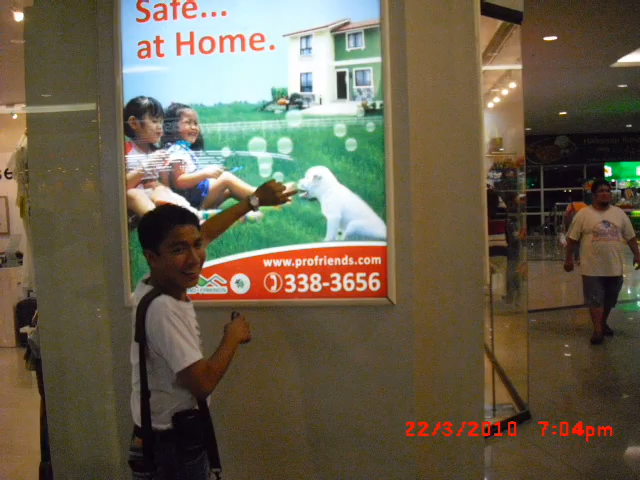 Safe...
at Home.
www.profriends.com
338-3656
22/3/2010 7:04pm